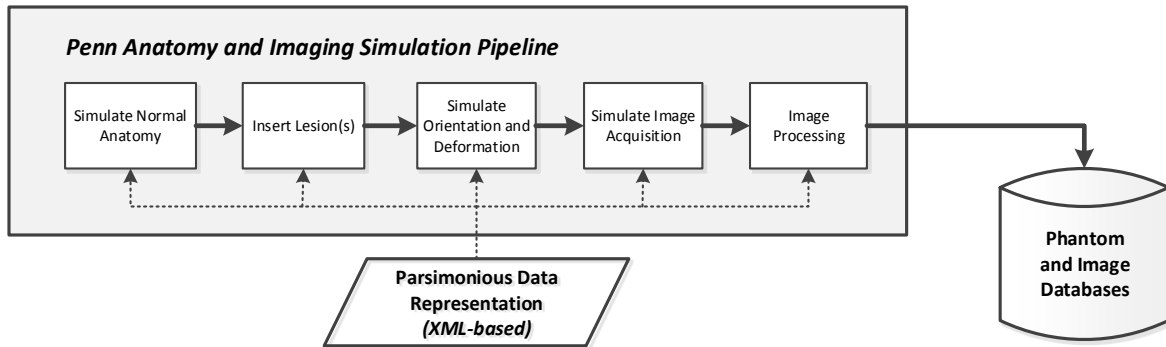 Penn Anatomy and Imaging Simulation Pipeline
Simulate Normal
Anatomy
Insert Lesion(s)
Simulate
Orientation and
Deformation
Simulate Image
Acquisition
Image
Processing
Parsimonious Data
Representation
(XML-based)
Phantom
and Image
Databases